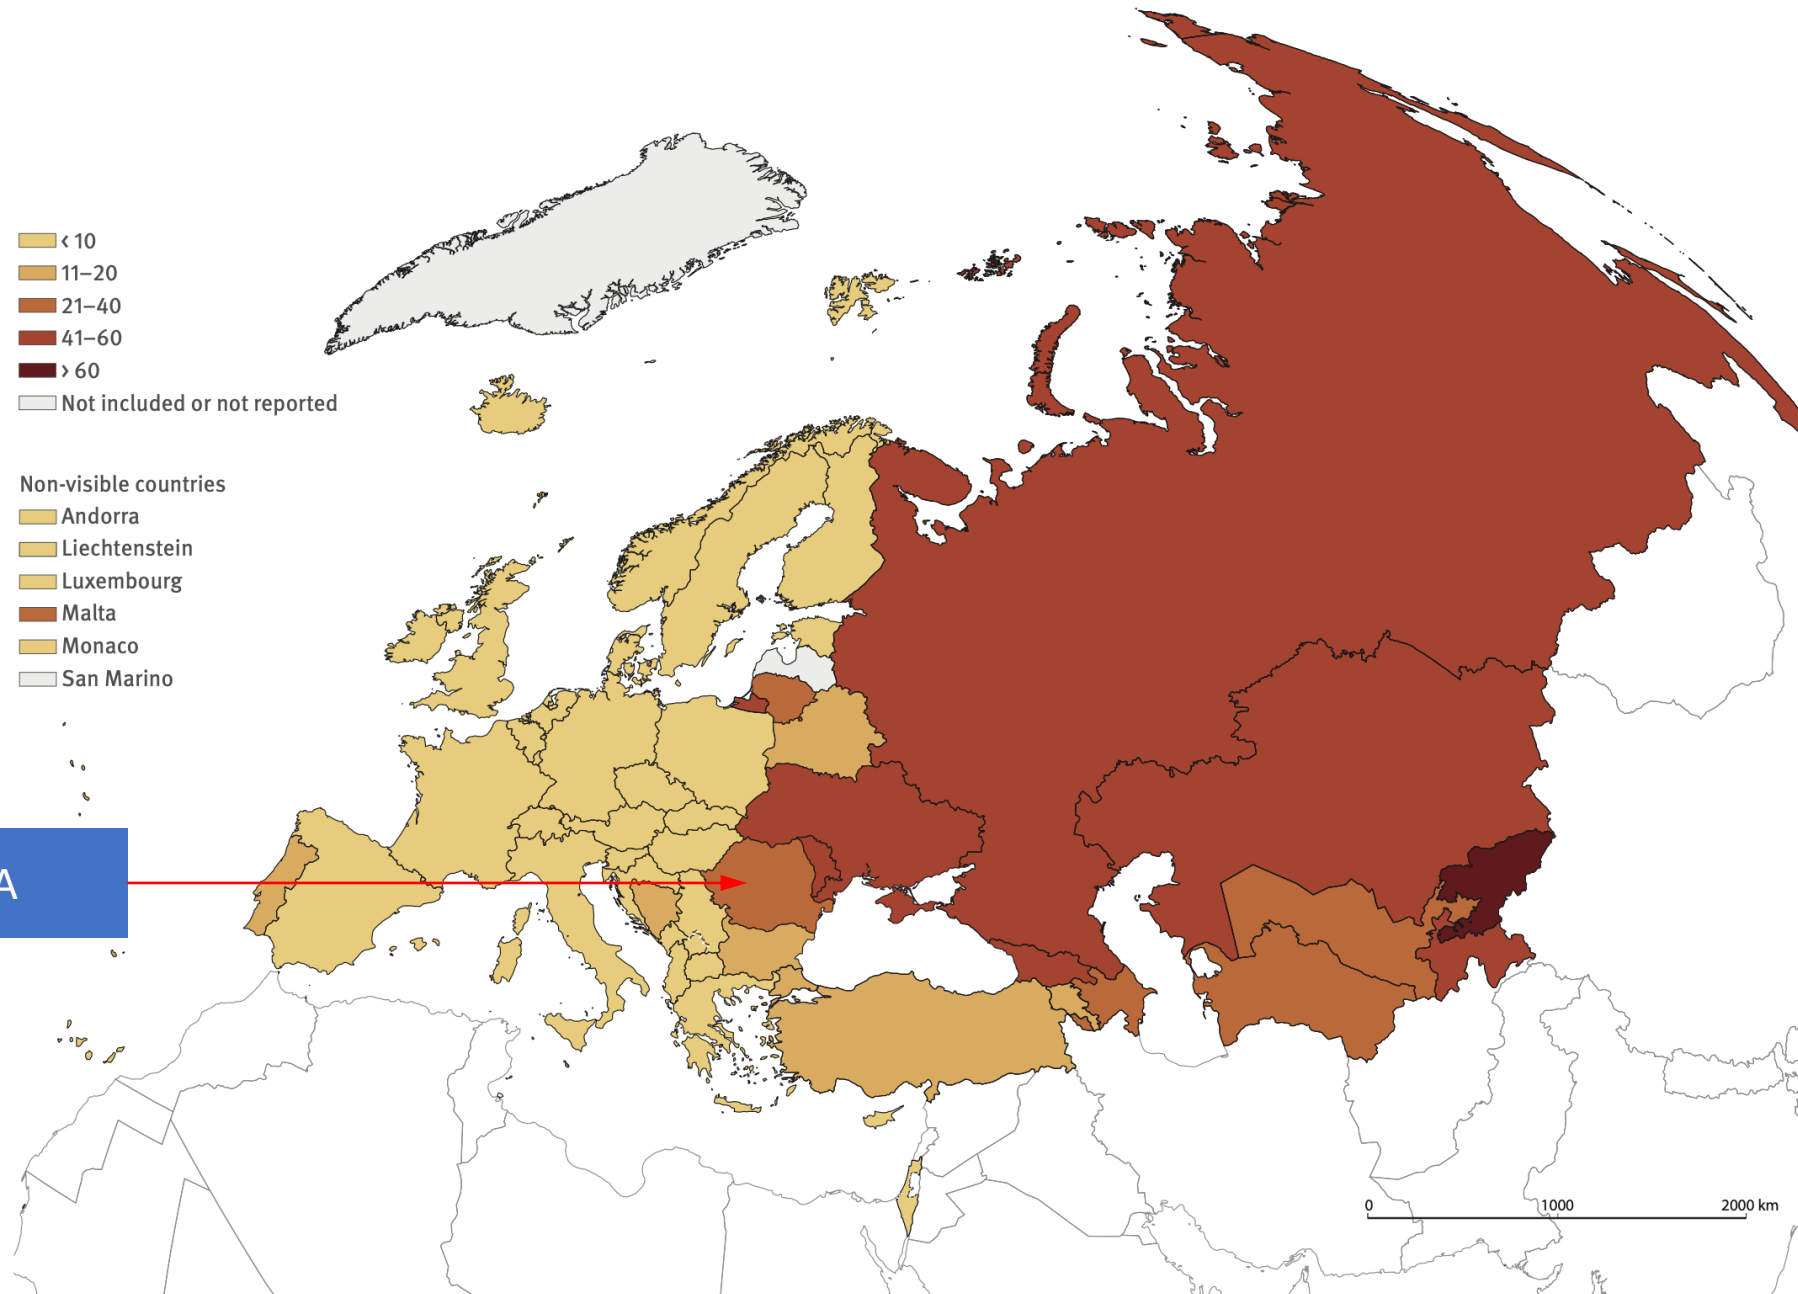 < 10
11–20
21–40
41–60
> 60
Not included or not reported
Non-visible countries
Andorra
Liechtenstein
Luxembourg
Malta
Monaco
San Marino
A
0 1000 2000 km